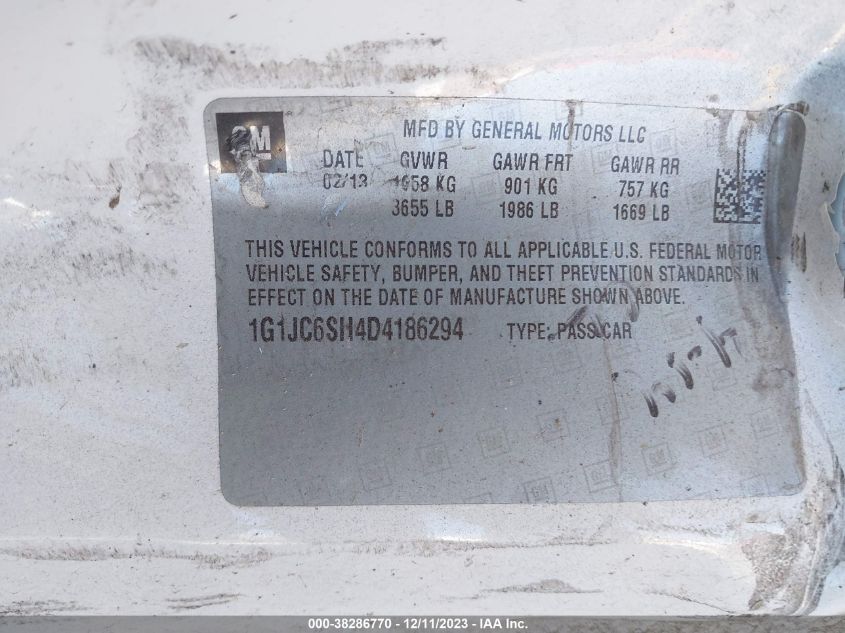 GM
MFD BY GENERAL MOTORS LLC
DATE GVWR GAWR FRT GAWR RR
02/13 1658 KG 901 KG 757 KG
3655 LB 1986 LB 1669 LB
THIS VEHICLE CONFORMS TO ALL APPLICABLE U.S. FEDERAL MOTOR
VEHICLE SAFETY, BUMPER, AND THEFT PREVENTION STANDARDS IN
EFFECT ON THE DATE OF MANUFACTURE SHOWN ABOVE.
1G1JC6SH4D4186294 TYPE: PASS CAR
000-38286770 - 12/11/2023 - IAA Inc.